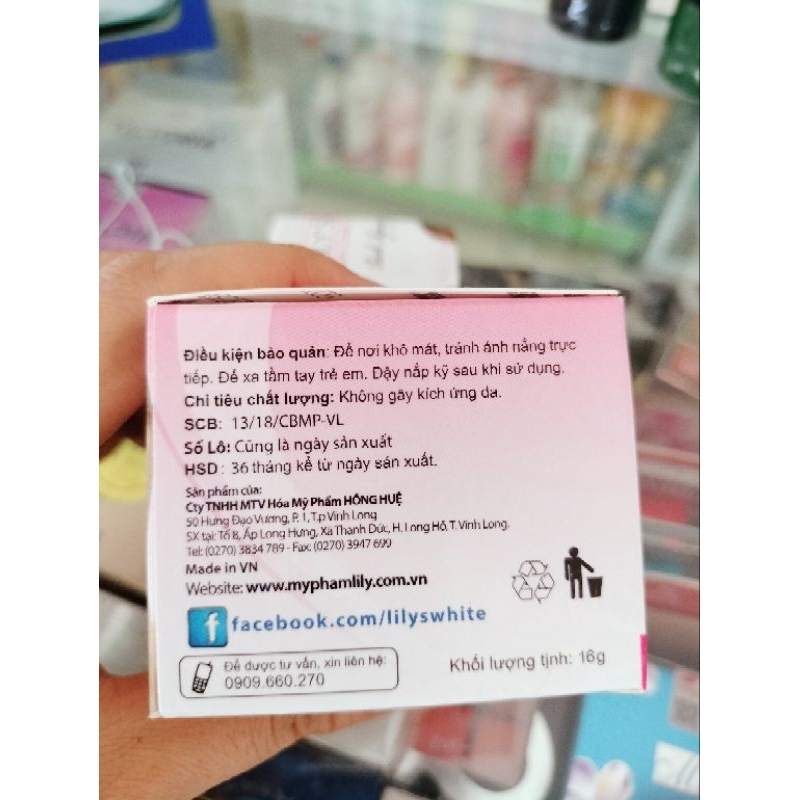 Điều kiện bảo quản: Để nơi khô mát, tránh ánh nắng trực
tiếp. Để xa tầm tay trẻ em. Dậy nắp kỹ sau khi sử dụng.
Chỉ tiêu chất lượng: Không gây kích ứng da.
SCB: 13/18/CBMP-VL
Số Lô: Cũng là ngày sản xuất
HSD: 36 tháng kể từ ngày sản xuất.
Sản phẩm của:
Cty TNHH MTV Hóa Mỹ Phẩm HỒNG HUỆ
50 Hưng Đạo Vương, P. 1, T.p Vĩnh Long
SX tại: Tổ 8, Ấp Long Hưng, Xã Thanh Đức, H. Long Hồ, T. Vĩnh Long.
Tel: (0270) 3834 789 - Fax: (0270) 3947 699
Made in VN
Website: www.myphamlily.com.vn
f facebook.com/lilyswhite
Để được tư vấn, xin liên hệ:
0909.660.270
Khối lượng tịnh: 16g